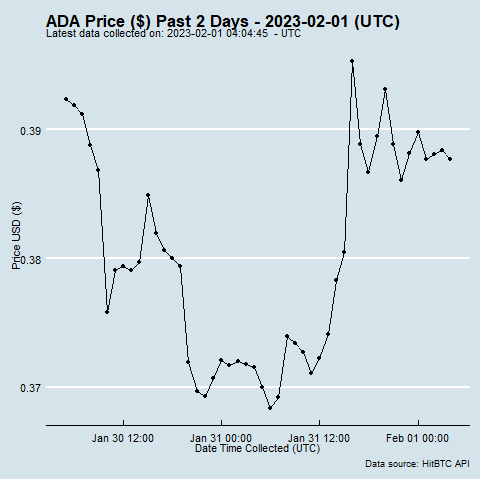 ADA Price ($) Past 2 Days - 2023-02-01 (UTC)
Latest data collected on: 2023-02-01 04:04:45 - UTC
0.39
0.38
0.37
Price USD ($)
Jan 30 12:00 Jan 31 00:00 Jan 31 12:00 Feb 01 00:00
Date Time Collected (UTC)
Data source: HitBTC API